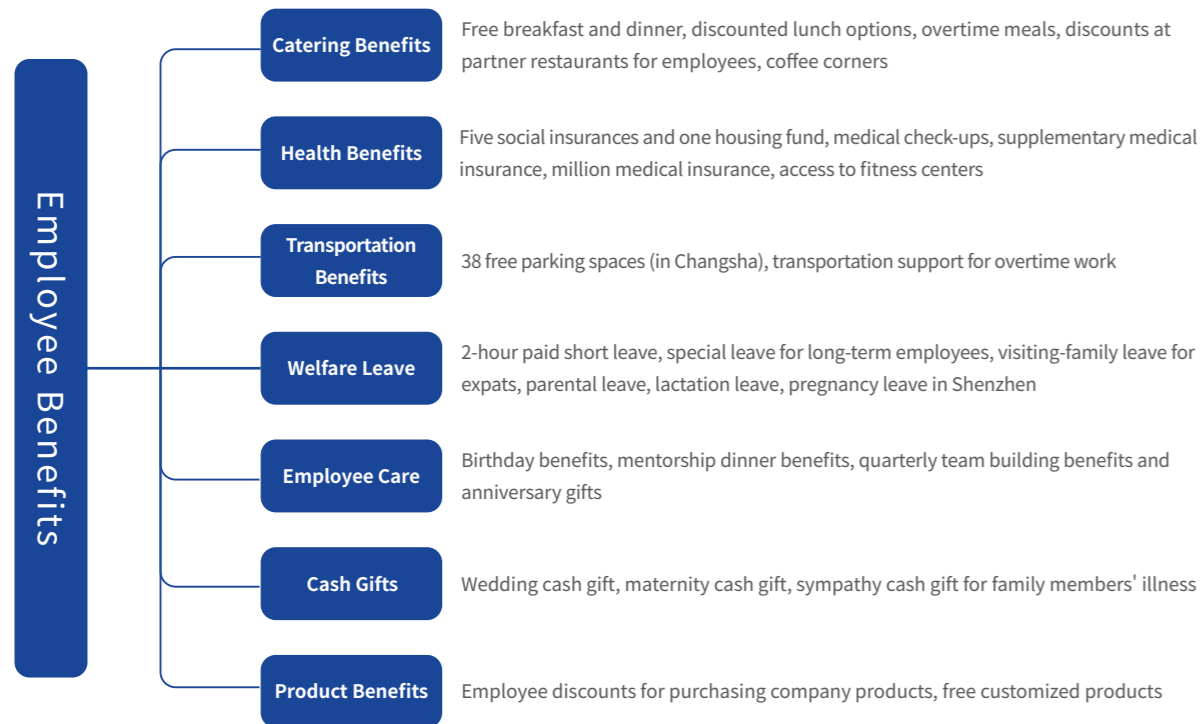 Employee Benefits
Catering Benefits
Free breakfast and dinner, discounted lunch options, overtime meals, discounts at
partner restaurants for employees, coffee corners
Health Benefits
Five social insurances and one housing fund, medical check-ups, supplementary medical
insurance, million medical insurance, access to fitness centers
Transportation
Benefits
38 free parking spaces (in Changsha), transportation support for overtime work
Welfare Leave
2-hour paid short leave, special leave for long-term employees, visiting-family leave for
expats, parental leave, lactation leave, pregnancy leave in Shenzhen
Employee Care
Birthday benefits, mentorship dinner benefits, quarterly team building benefits and
anniversary gifts
Cash Gifts
Wedding cash gift, maternity cash gift, sympathy cash gift for family members' illness
Product Benefits
Employee discounts for purchasing company products, free customized products